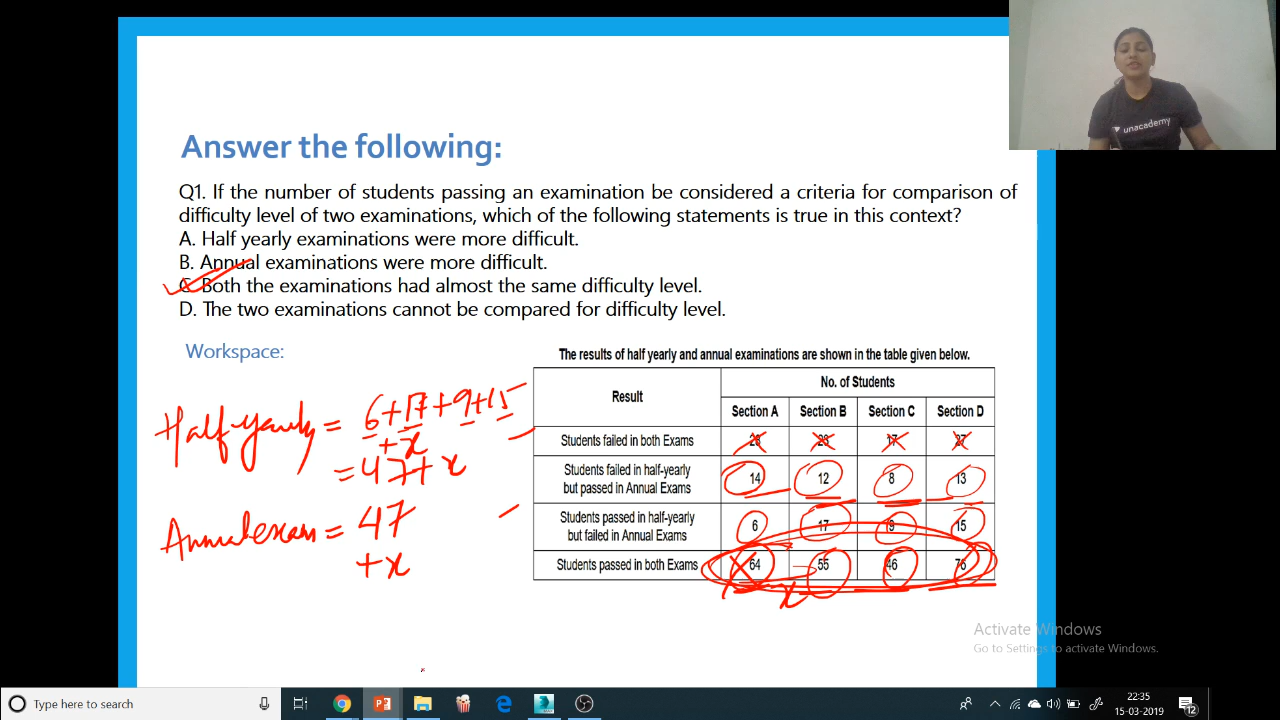 unacademy
Answer the following:
Q1. If the number of students passing an examination be considered a criteria for comparison of
difficulty level of two examinations, which of the following statements is true in this context?
A. Half yearly examinations were more difficult.
B. Annual examinations were more difficult.
C. Both the examinations had almost the same difficulty level.
D. The two examinations cannot be compared for difficulty level.
Workspace:
Half yearly = 6+17+9+15
+x
= 47+x
Annual exam = 47
+x
The results of half yearly and annual examinations are shown in the table given below.
Result
No. of Students
Section A Section B Section C Section D
Students failed in both Exams 28 23 17 27
Students failed in half-yearly
but passed in Annual Exams 14 12 8 13
Students passed in half-yearly
but failed in Annual Exams 6 17 9 15
Students passed in both Exams 64 55 46 76
x
Activate Windows
Go to Settings to activate Windows.
Type here to search
22:35
15-03-2019
12